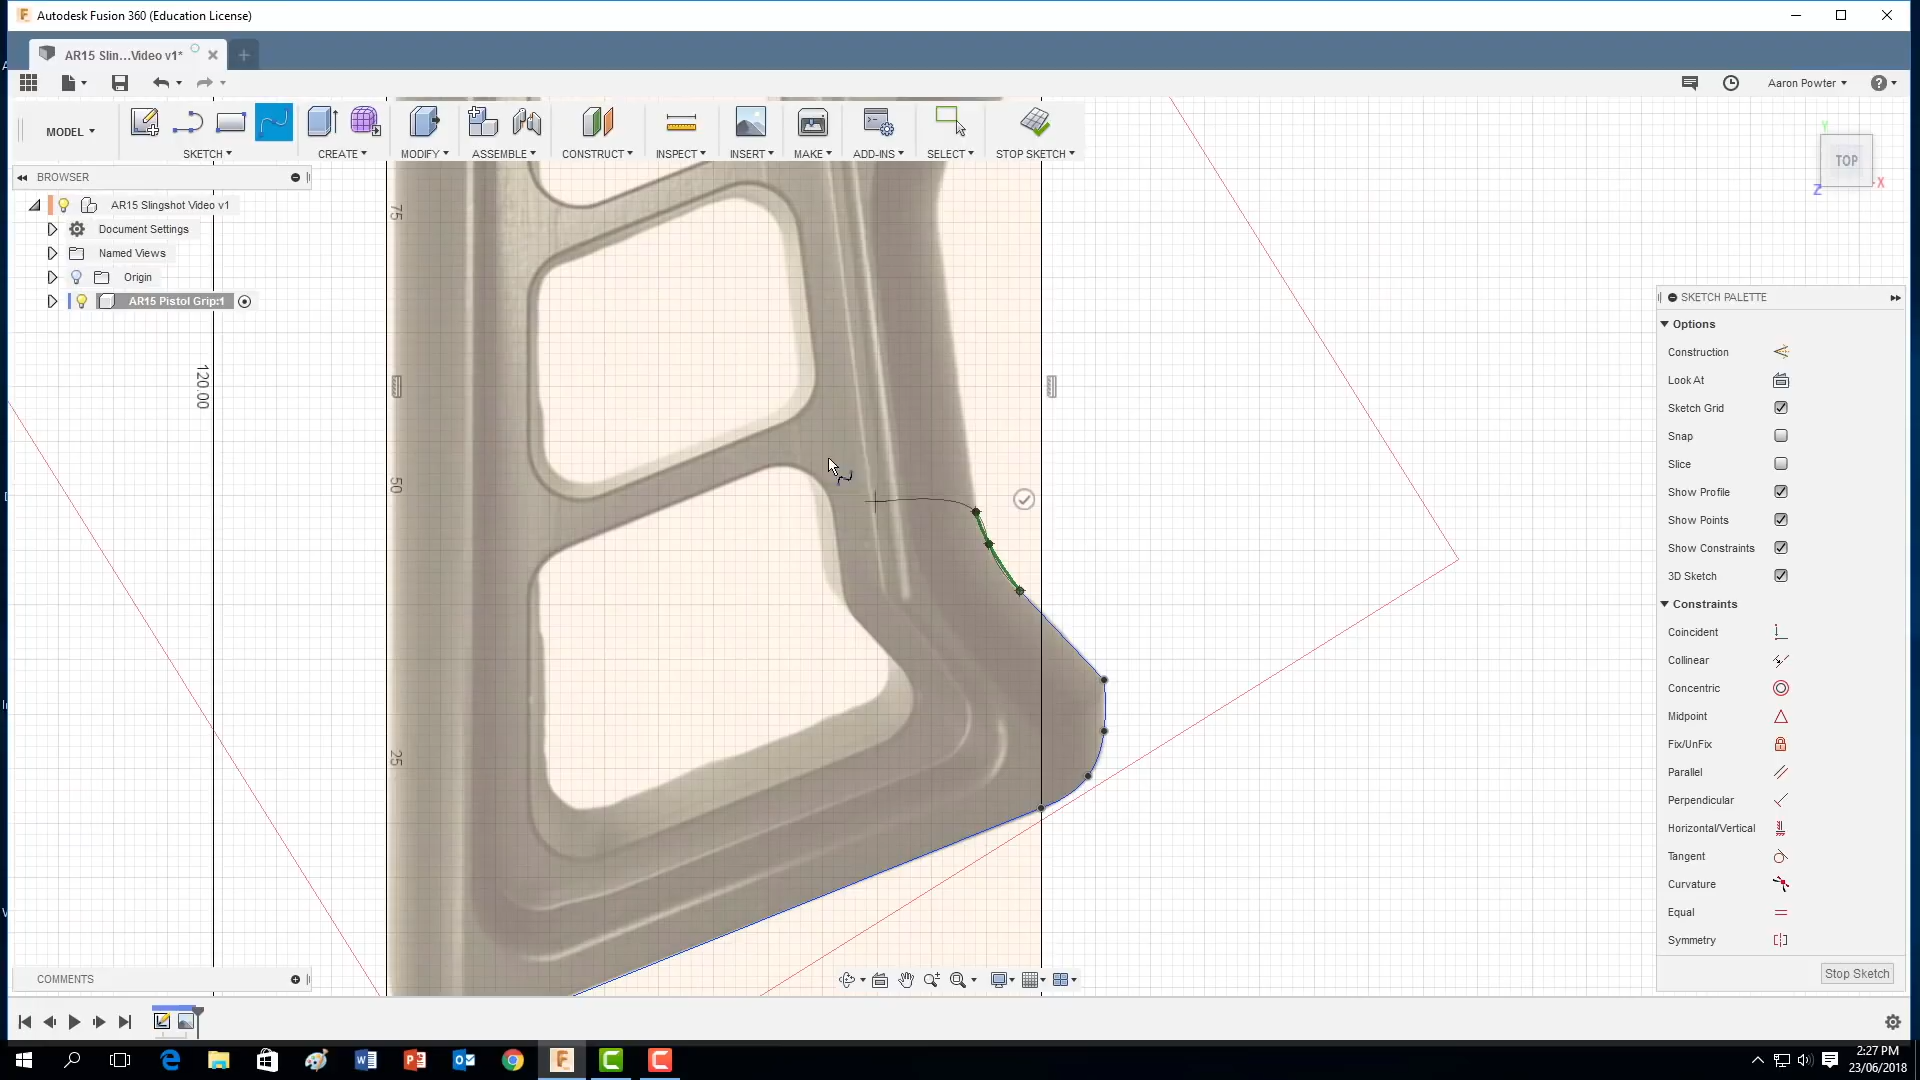 Autodesk Fusion 360 (Education License)
AR15 Slin...Video v1*
Aaron Powter
MODEL
SKETCH
CREATE
MODIFY
ASSEMBLE
CONSTRUCT
INSPECT
INSERT
MAKE
ADD-INS
SELECT
STOP SKETCH
TOP
Y
X
Z
BROWSER
AR15 Slingshot Video v1
Document Settings
Named Views
Origin
AR15 Pistol Grip:1
75
50
25
120.00
SKETCH PALETTE
Options
Construction
Look At
Sketch Grid
Snap
Slice
Show Profile
Show Points
Show Constraints
3D Sketch
Constraints
Coincident
Collinear
Concentric
Midpoint
Fix/UnFix
Parallel
Perpendicular
Horizontal/Vertical
Tangent
Curvature
Equal
Symmetry
Stop Sketch
COMMENTS
2:27 PM
23/06/2018